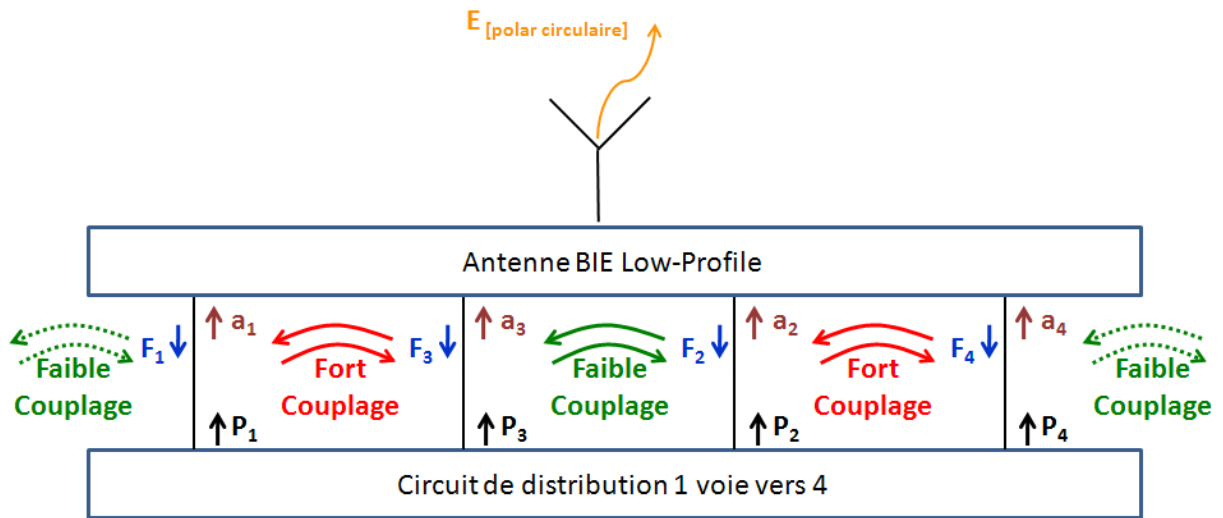 E [polar circulaire]
Antenne BIE Low-Profile
a1 a3 a2 a4
F1 F3 F2 F4
Faible Couplage
Fort Couplage
Faible Couplage
Fort Couplage
Faible Couplage
P1 P3 P2 P4
Circuit de distribution 1 voie vers 4